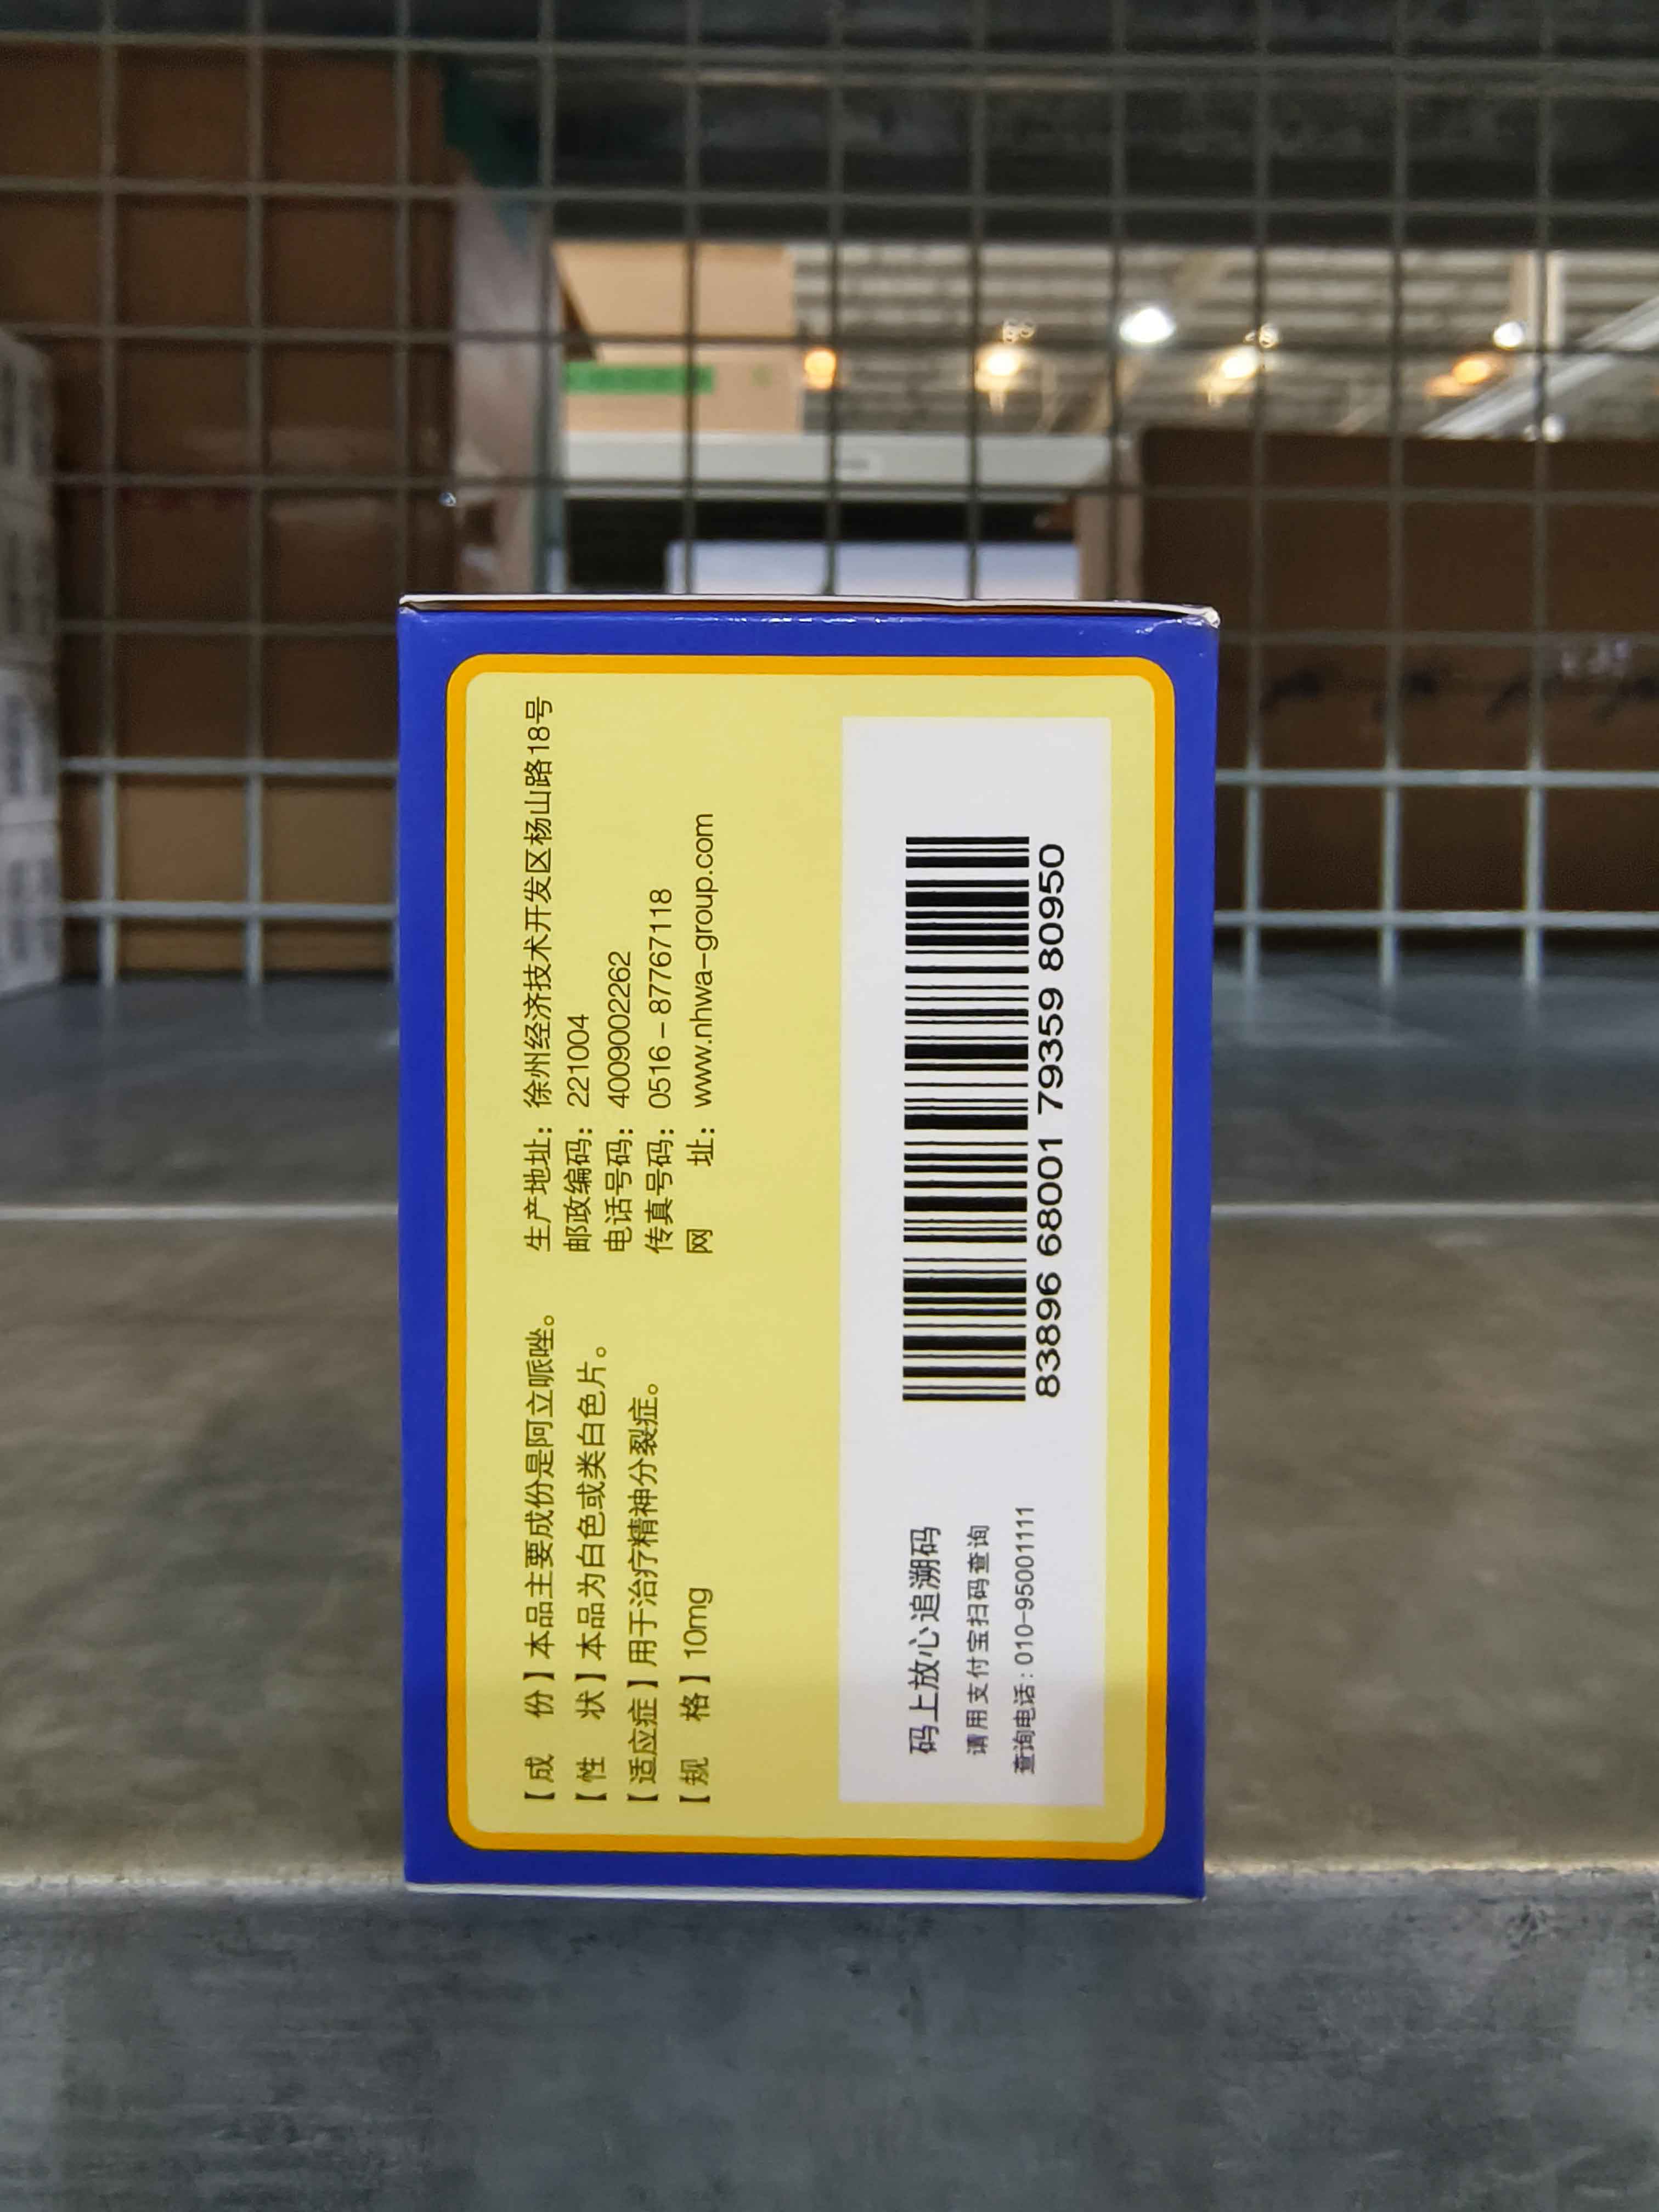 【成　份】本品主要成份是阿立哌唑。
【性　状】本品为白色或类白色片。
【适应症】用于治疗精神分裂症。
【规　格】10mg
生产地址：徐州经济技术开发区杨山路18号
邮政编码：221004
电话号码：4009002262
传真号码：0516－87767118
网　　址：www.nhwa-group.com
码上放心追溯码
请用支付宝扫码查询
查询电话：010-95001111
83896 68001 79359 80950